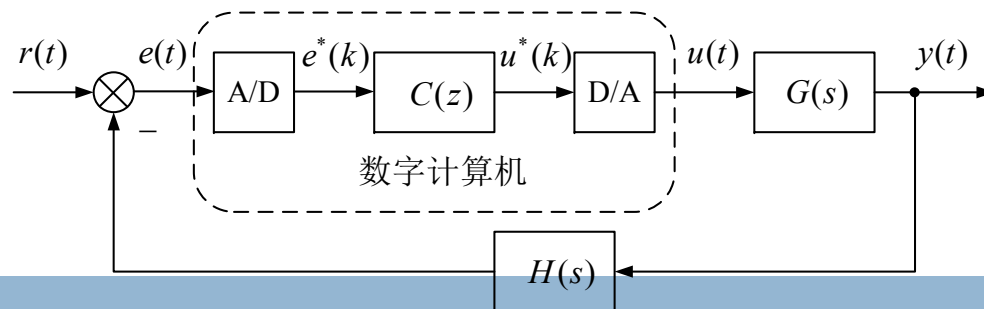 r(t) e(t) e*(k) u*(k) u(t) y(t)
A/D C(z) D/A G(s)
−
数字计算机
H(s)